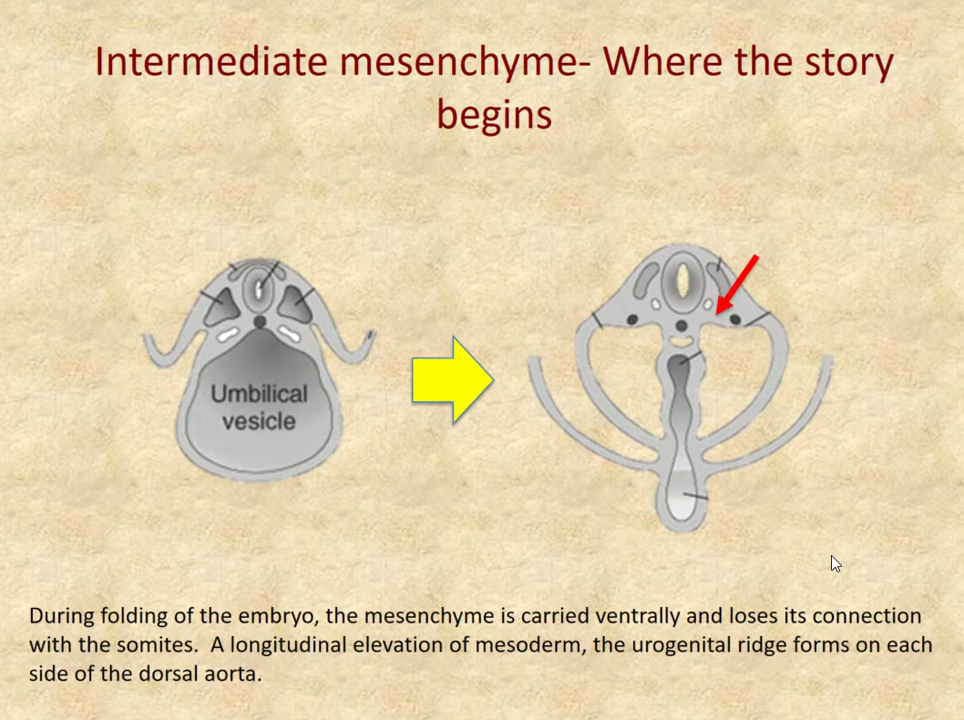 Intermediate mesenchyme- Where the story
begins
Umbilical
vesicle
During folding of the embryo, the mesenchyme is carried ventrally and loses its connection
with the somites.  A longitudinal elevation of mesoderm, the urogenital ridge forms on each
side of the dorsal aorta.